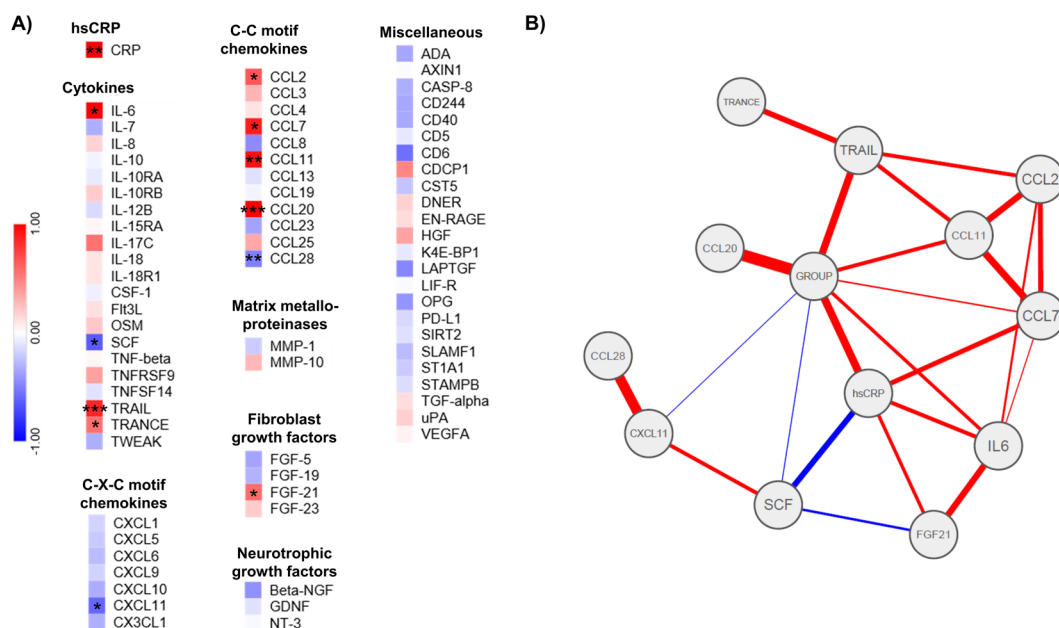 A)
hsCRP
** CRP
Cytokines
* IL-6
IL-7
IL-8
IL-10
IL-10RA
IL-10RB
IL-12B
IL-15RA
IL-17C
IL-18
IL-18R1
CSF-1
Flt3L
OSM
* SCF
TNF-beta
TNFRSF9
TNFSF14
*** TRAIL
* TRANCE
TWEAK
1.00
0.00
-1.00
C-X-C motif
chemokines
CXCL1
CXCL5
CXCL6
CXCL9
CXCL10
* CXCL11
CX3CL1
C-C motif
chemokines
* CCL2
CCL3
CCL4
* CCL7
CCL8
** CCL11
CCL13
CCL19
*** CCL20
CCL23
CCL25
** CCL28
Matrix metallo-
proteinases
MMP-1
MMP-10
Fibroblast
growth factors
FGF-5
FGF-19
* FGF-21
FGF-23
Neurotrophic
growth factors
Beta-NGF
GDNF
NT-3
Miscellaneous
ADA
AXIN1
CASP-8
CD244
CD40
CD5
CD6
CDCP1
CST5
DNER
EN-RAGE
HGF
K4E-BP1
LAPTGF
LIF-R
OPG
PD-L1
SIRT2
SLAMF1
ST1A1
STAMPB
TGF-alpha
uPA
VEGFA
B)
TRANCE
TRAIL
CCL2
CCL11
CCL20
GROUP
CCL7
CCL28
hsCRP
CXCL11
IL6
SCF
FGF21